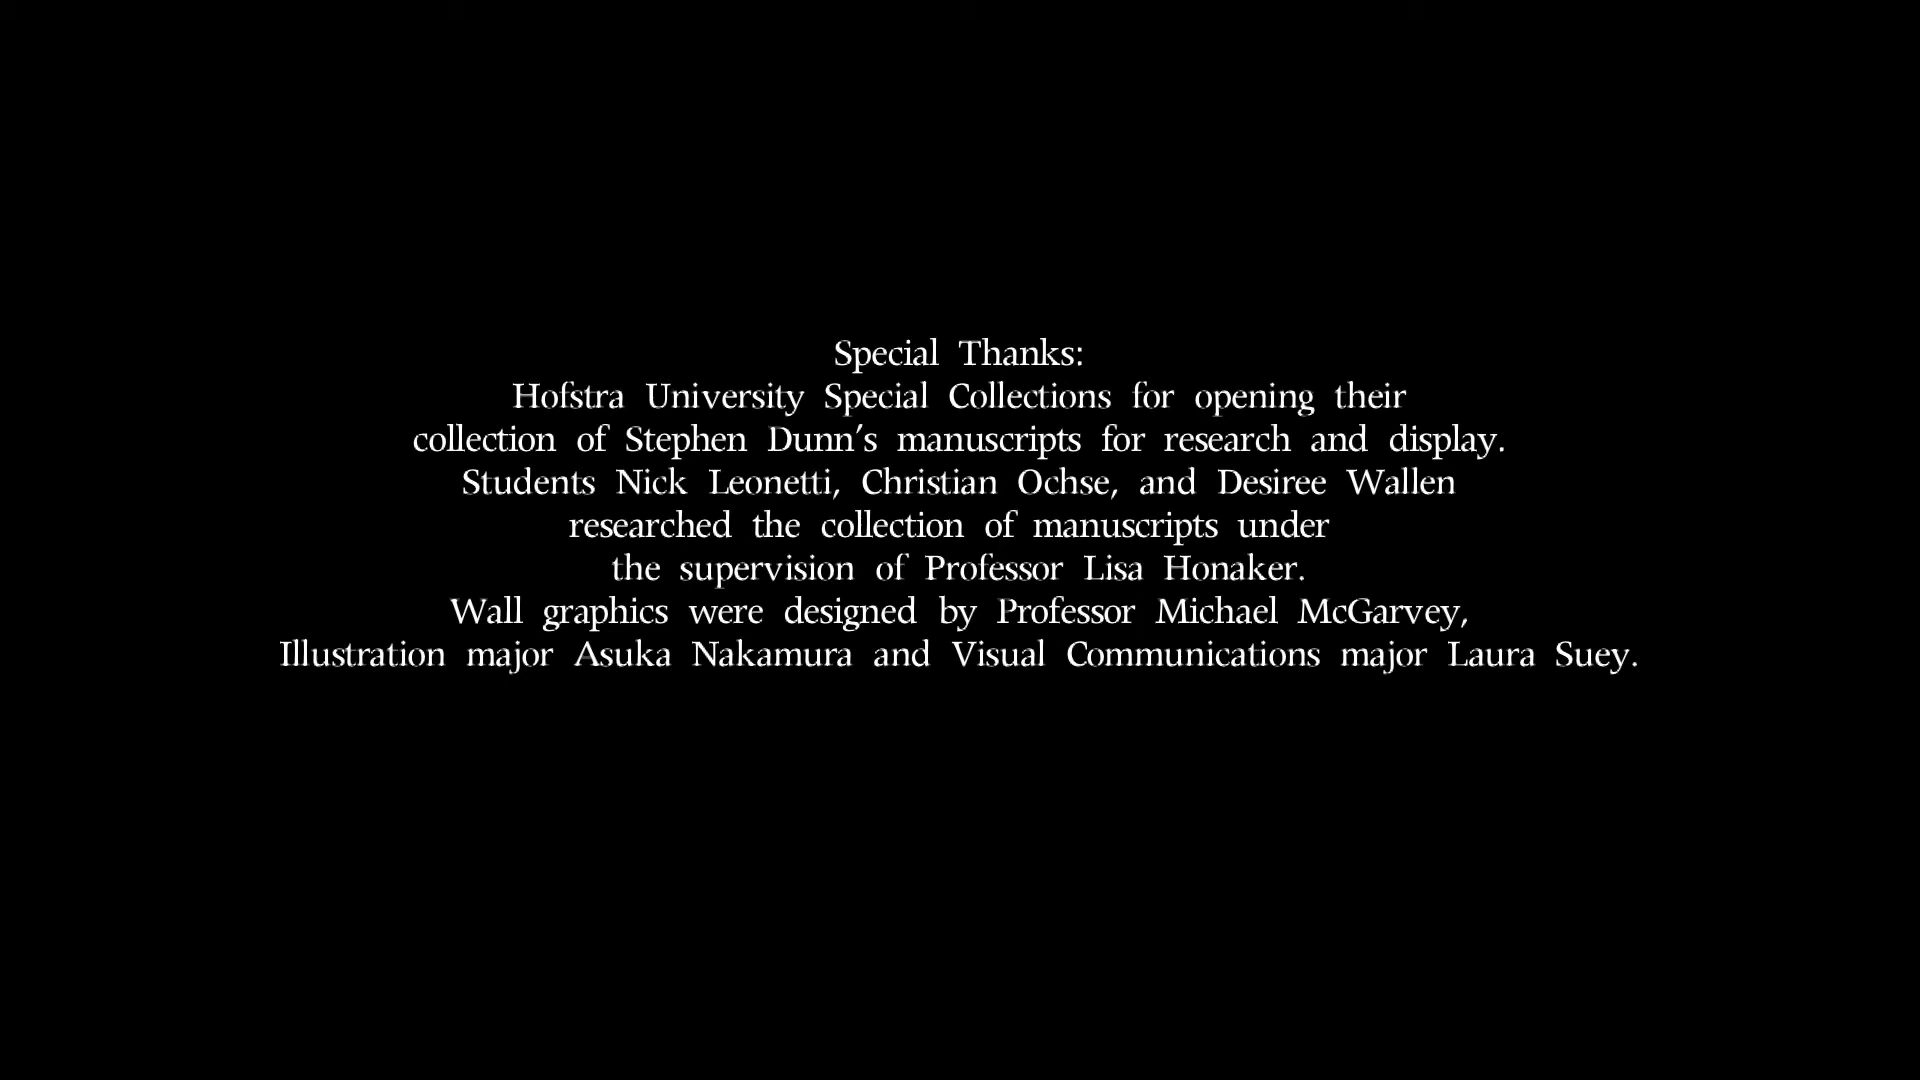 Special Thanks:
Hofstra University Special Collections for opening their
collection of Stephen Dunn's manuscripts for research and display.
Students Nick Leonetti, Christian Ochse, and Desiree Wallen
researched the collection of manuscripts under
the supervision of Professor Lisa Honaker.
Wall graphics were designed by Professor Michael McGarvey,
Illustration major Asuka Nakamura and Visual Communications major Laura Suey.